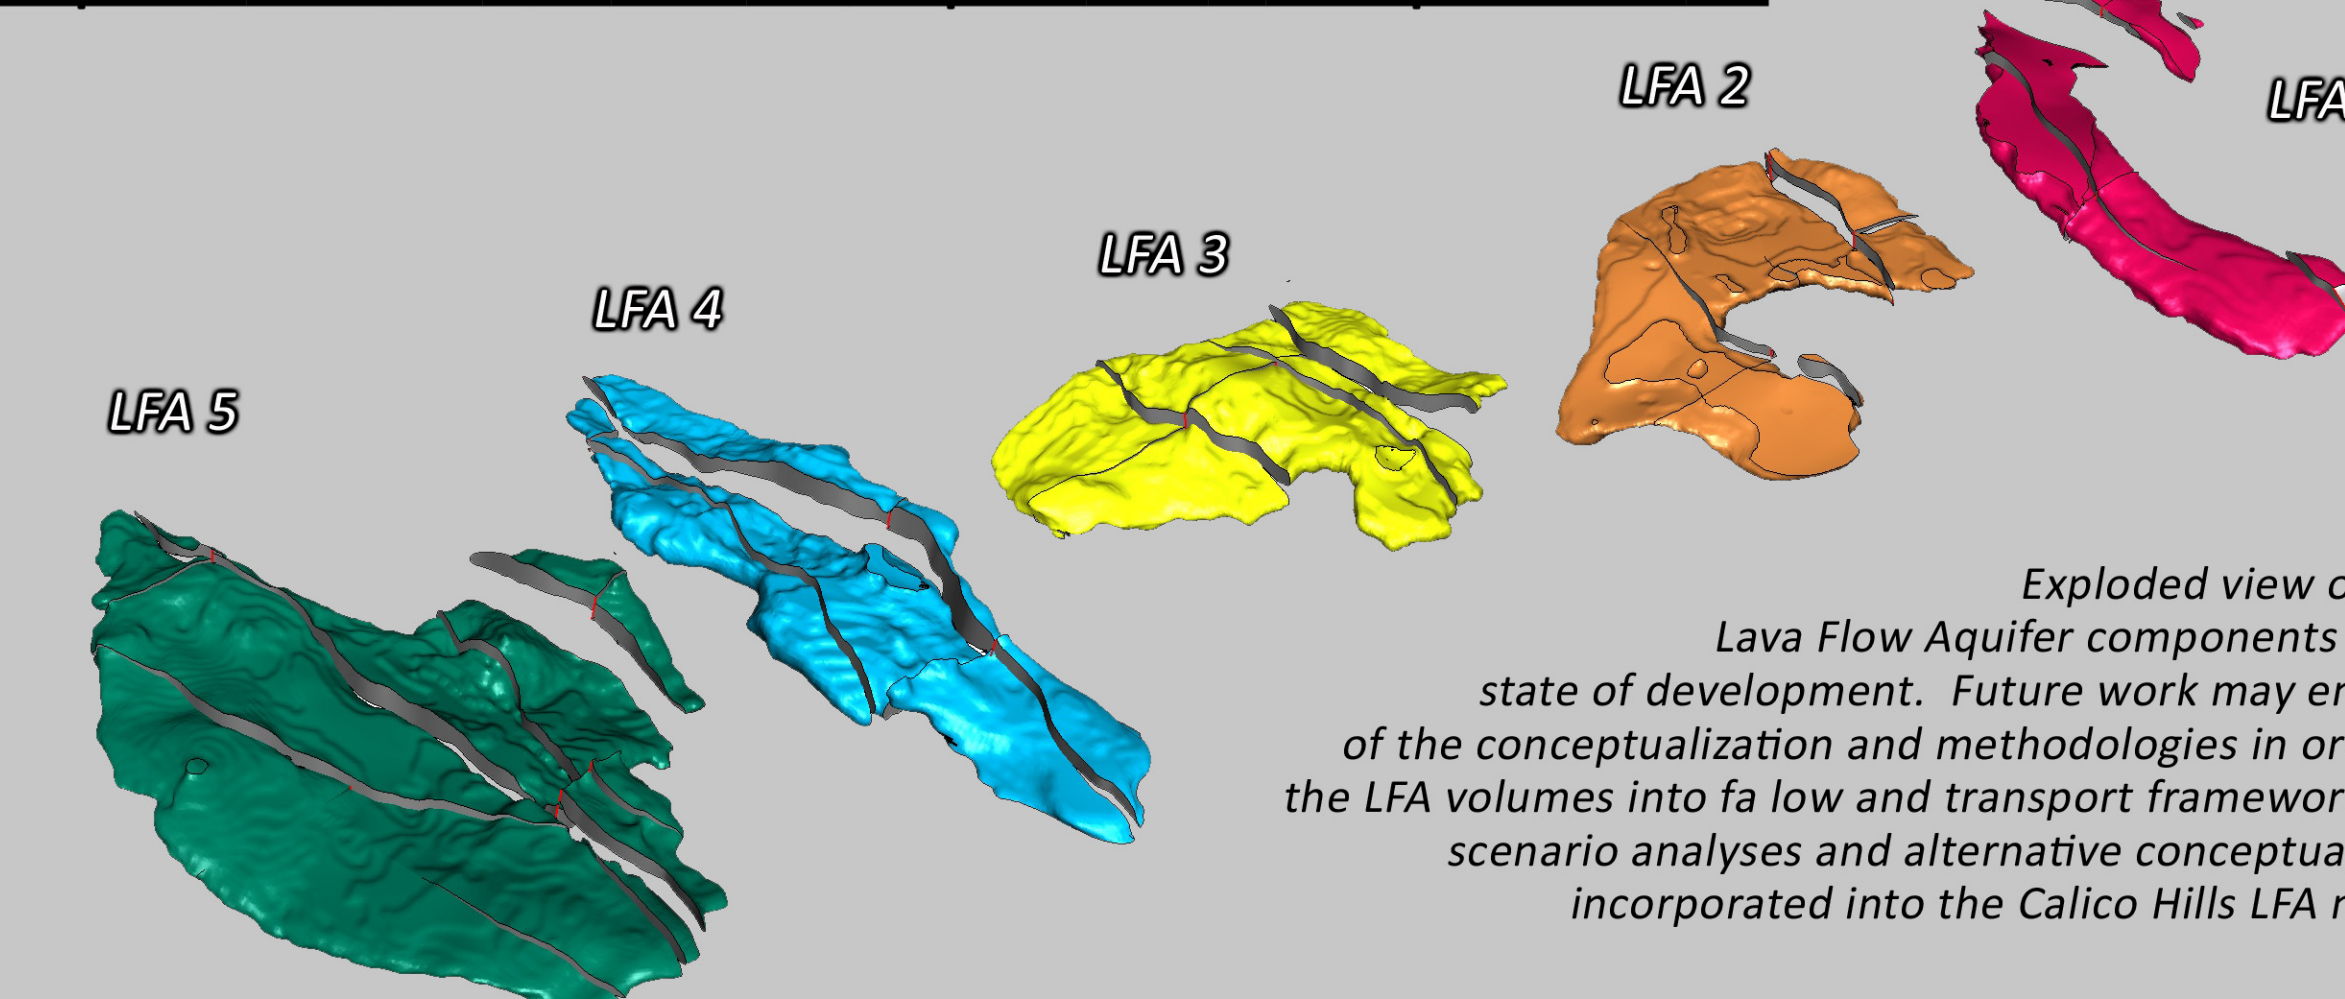 LFA 2
LFA
LFA 3
LFA 4
LFA 5
Exploded view
Lava Flow Aquifer components
state of development. Future work may
of the conceptualization and methodologies in
the LFA volumes into fa low and transport
scenario analyses and alternative
incorporated into the Calico Hills LFA